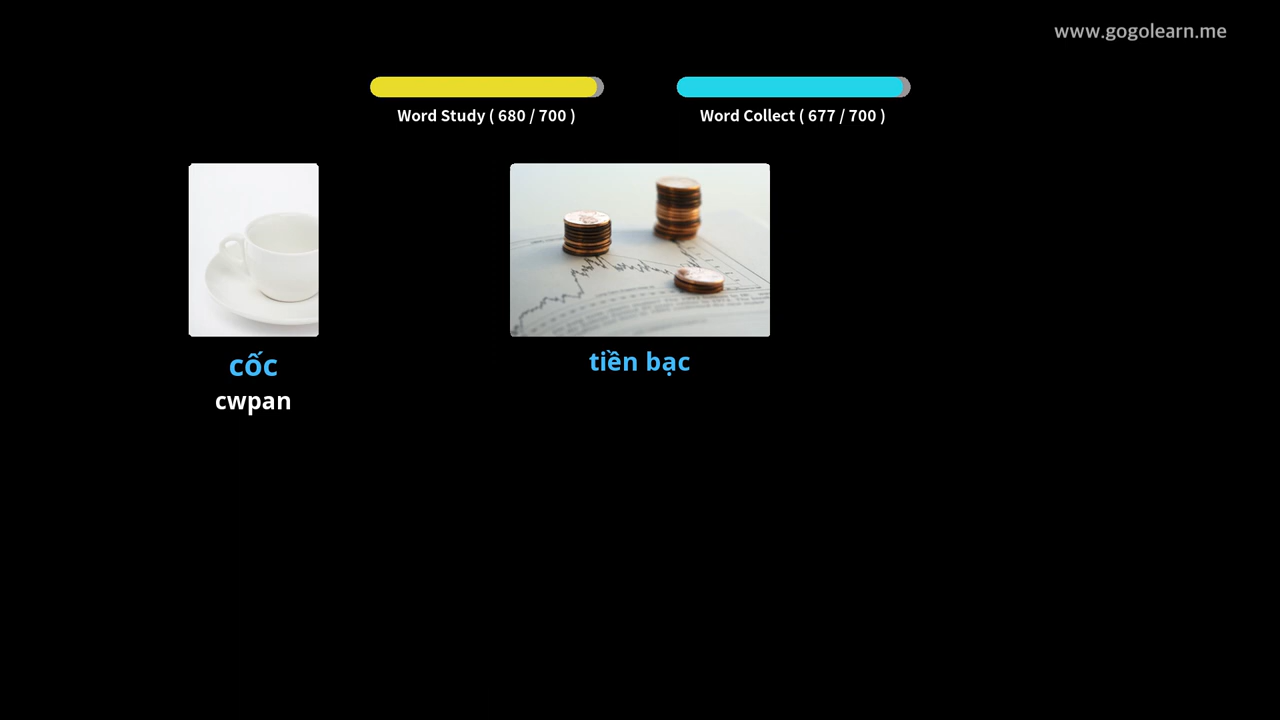 www.gogolearn.me
Word Study ( 680 / 700 )
Word Collect ( 677 / 700 )
cốc
cwpan
tiền bạc